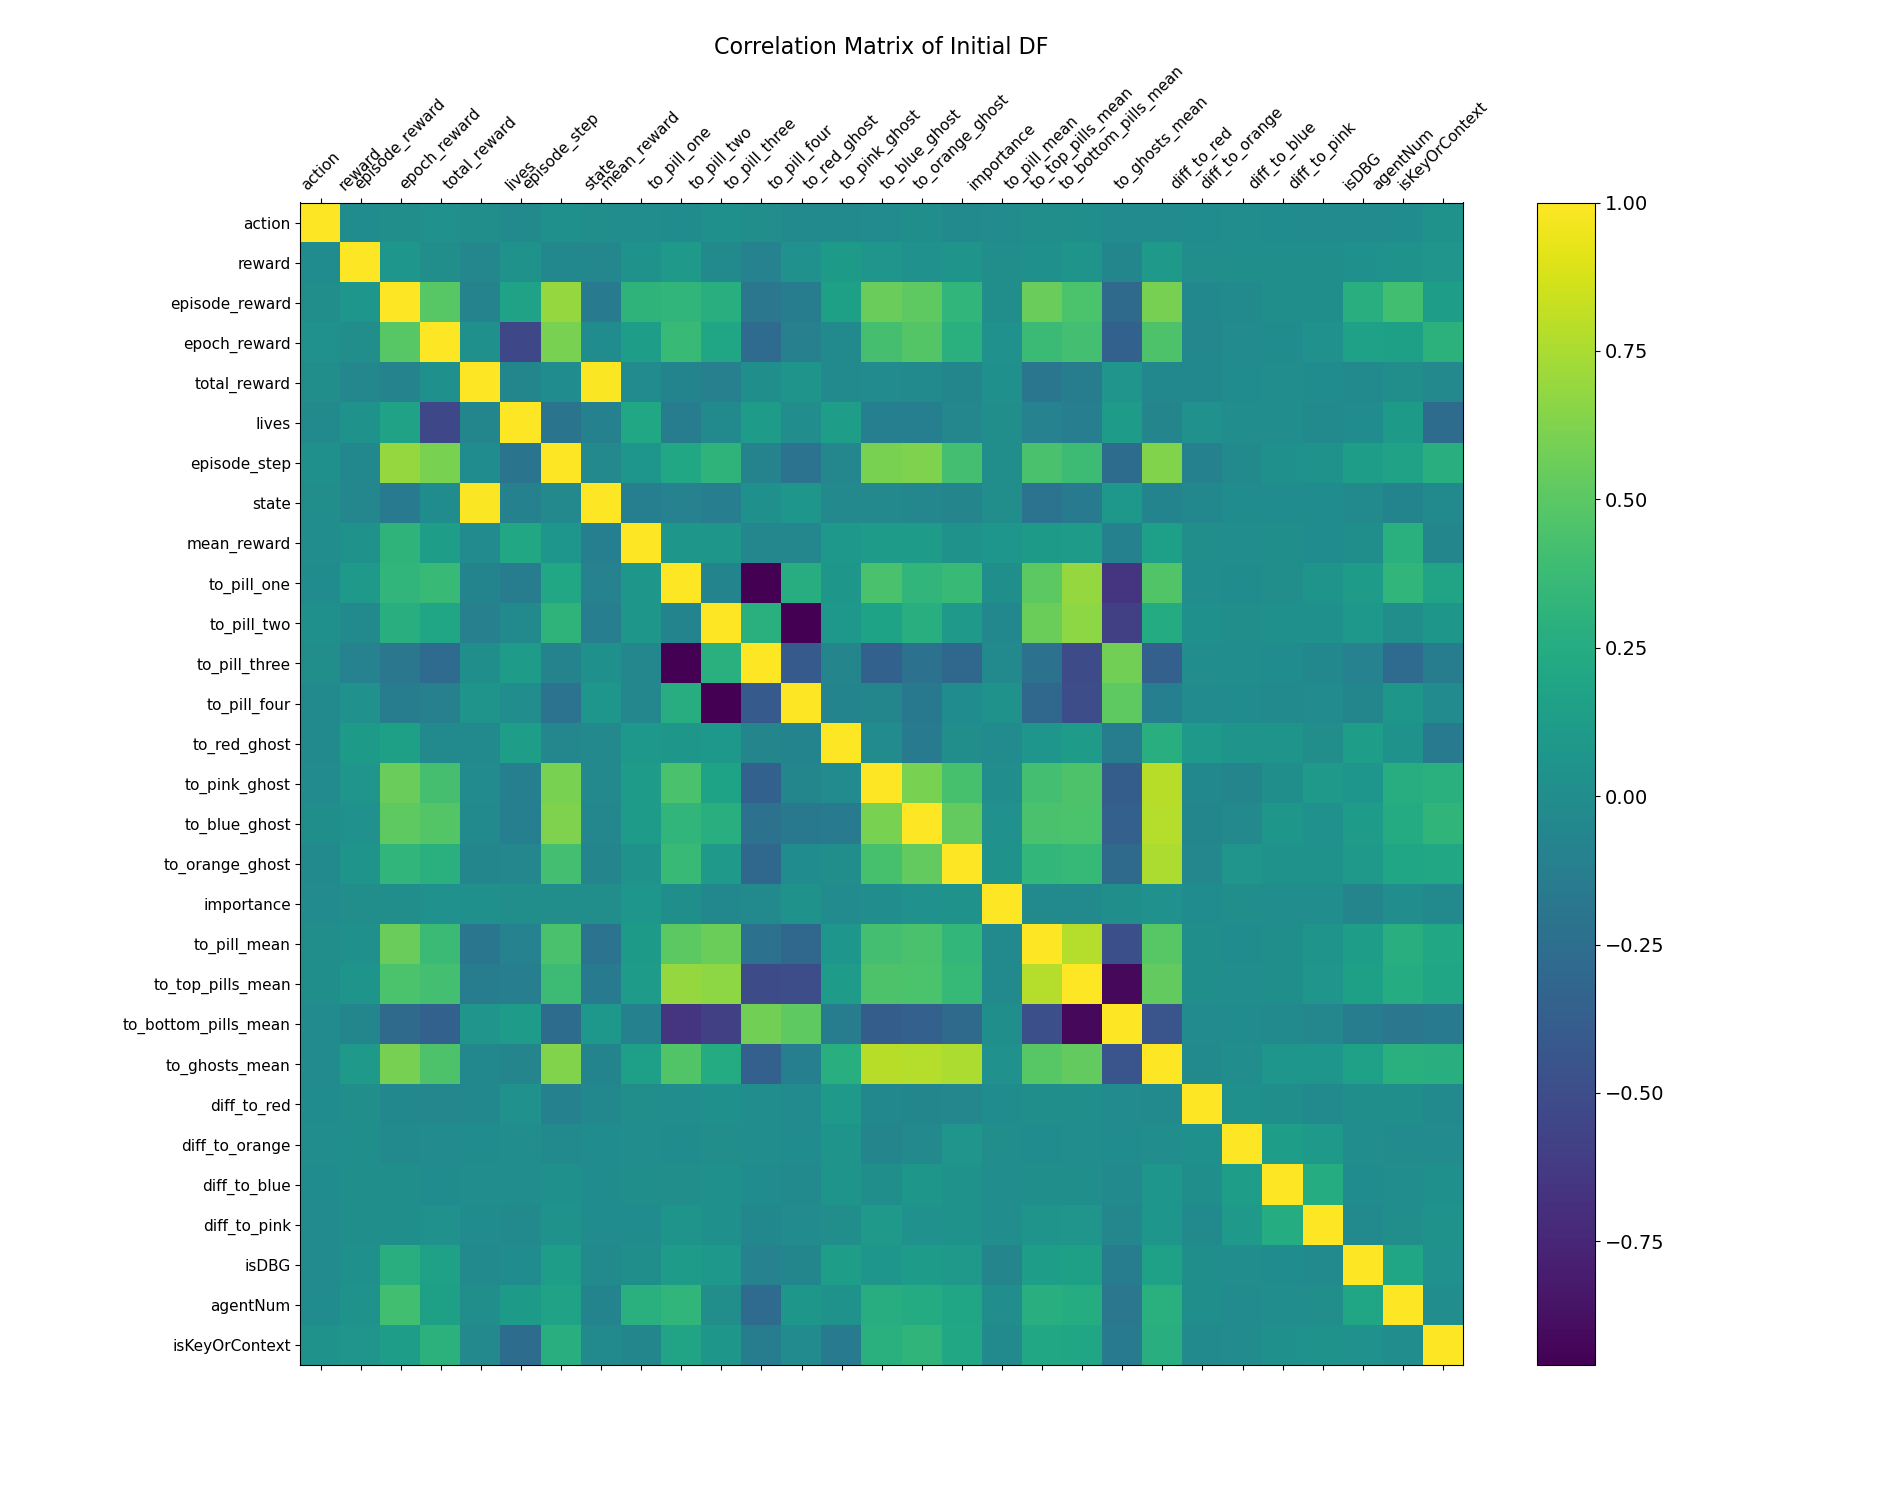 Correlation Matrix of Initial DF
action
reward
episode_reward
epoch_reward
total_reward
lives
episode_step
state
mean_reward
to_pill_one
to_pill_two
to_pill_three
to_pill_four
to_red_ghost
to_pink_ghost
to_blue_ghost
to_orange_ghost
importance
to_pill_mean
to_top_pills_mean
to_bottom_pills_mean
to_ghosts_mean
diff_to_red
diff_to_orange
diff_to_blue
diff_to_pink
isDBG
agentNum
isKeyOrContext
action
reward
episode_reward
epoch_reward
total_reward
lives
episode_step
state
mean_reward
to_pill_one
to_pill_two
to_pill_three
to_pill_four
to_red_ghost
to_pink_ghost
to_blue_ghost
to_orange_ghost
importance
to_pill_mean
to_top_pills_mean
to_bottom_pills_mean
to_ghosts_mean
diff_to_red
diff_to_orange
diff_to_blue
diff_to_pink
isDBG
agentNum
isKeyOrContext
1.00
0.75
0.50
0.25
0.00
−0.25
−0.50
−0.75